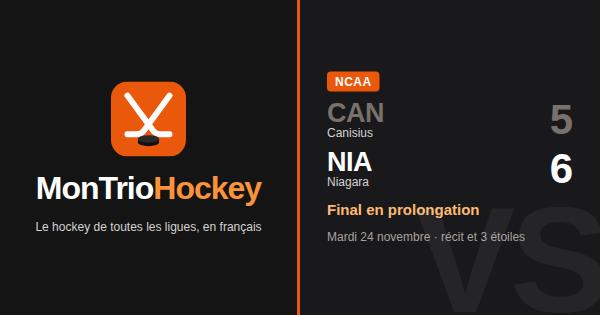 MonTrioHockey
Le hockey de toutes les ligues, en français
NCAA
CAN 5
Canisius
NIA 6
Niagara
Final en prolongation
Mardi 24 novembre · récit et 3 étoiles
VS